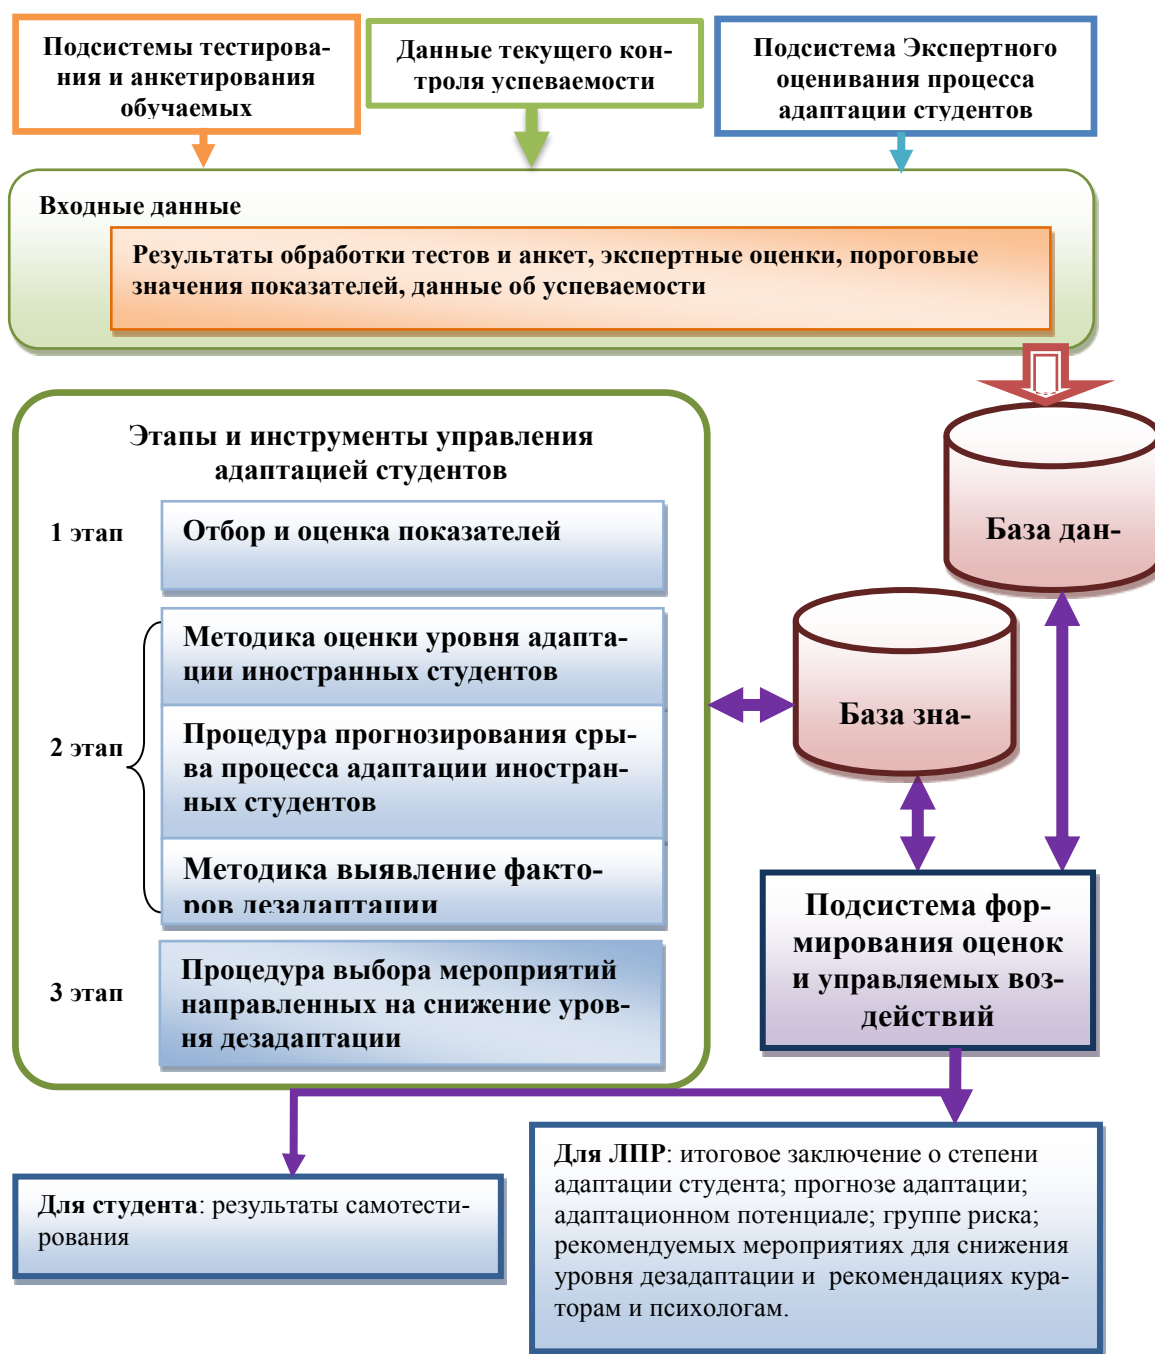 Подсистемы тестирова-
ния и анкетирования
обучаемых
Данные текущего кон-
троля успеваемости
Подсистема Экспертного
оценивания процесса
адаптации студентов
Входные данные
Результаты обработки тестов и анкет, экспертные оценки, пороговые
значения показателей, данные об успеваемости
Этапы и инструменты управления
адаптацией студентов
1 этап
Отбор и оценка показателей
2 этап
Методика оценки уровня адапта-
ции иностранных студентов
Процедура прогнозирования сры-
ва процесса адаптации иностран-
ных студентов
Методика выявление факто-
ров дезадаптации
3 этап
Процедура выбора мероприятий
направленных на снижение уров-
ня дезадаптации
База дан-
База зна-
Подсистема фор-
мирования оценок
и управляемых воз-
действий
Для студента: результаты самотести-
рования
Для ЛПР: итоговое заключение о степени
адаптации студента; прогнозе адаптации;
адаптационном потенциале; группе риска;
рекомендуемых мероприятиях для снижения
уровня дезадаптации и  рекомендациях кура-
торам и психологам.